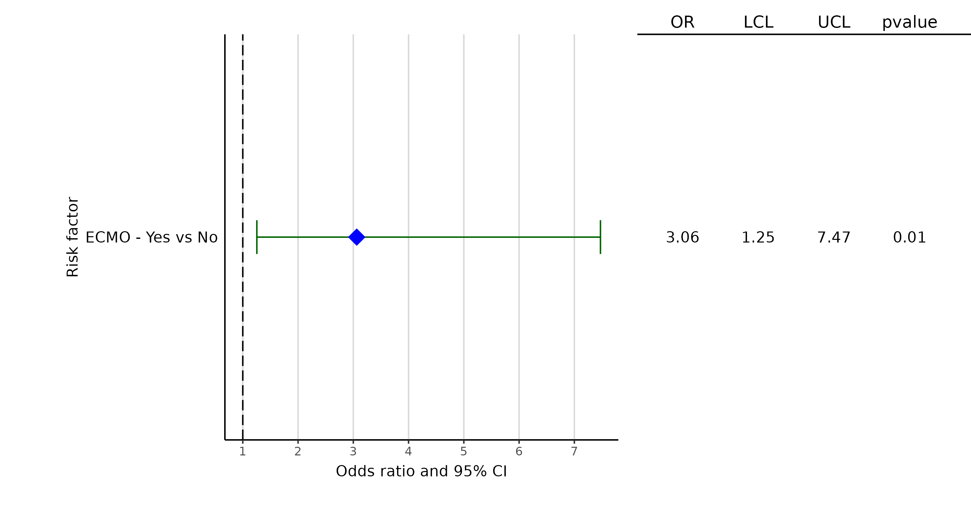 OR LCL UCL pvalue
Risk factor
ECMO - Yes vs No 3.06 1.25 7.47 0.01
1 2 3 4 5 6 7
Odds ratio and 95% CI